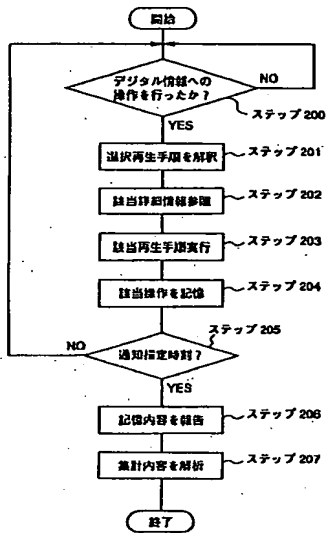 開始
デジタル情報への
操作を行ったか?
NO
ステップ 200
YES
選択再生手順を解釈
ステップ 201
該当詳細情報参照
ステップ 202
該当再生手順実行
ステップ 203
該当操作を記憶
ステップ 204
ステップ 205
NO
通知指定時刻?
YES
記憶内容を報告
ステップ 206
集計内容を解析
ステップ 207
終了